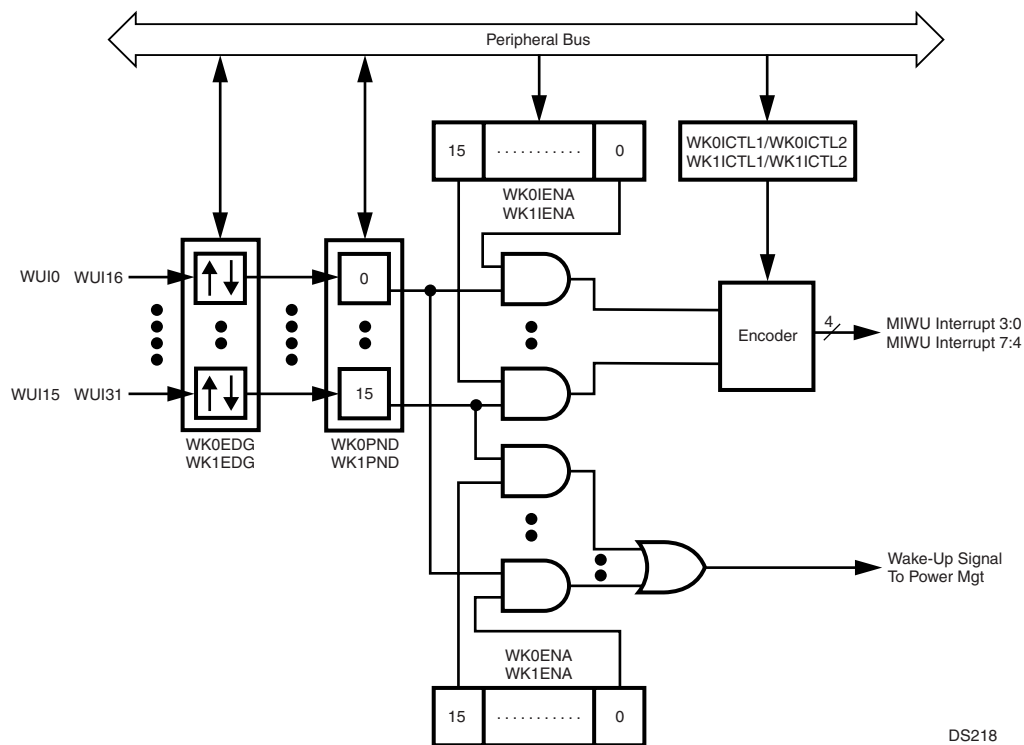 Peripheral Bus
15 ........... 0
WK0ICTL1/WK0ICTL2
WK1ICTL1/WK1ICTL2
WK0IENA
WK1IENA
WUI0 WUI16
0
Encoder
4
MIWU Interrupt 3:0
MIWU Interrupt 7:4
WUI15 WUI31
15
WK0EDG
WK1EDG
WK0PND
WK1PND
Wake-Up Signal
To Power Mgt
WK0ENA
WK1ENA
15 ........... 0
DS218